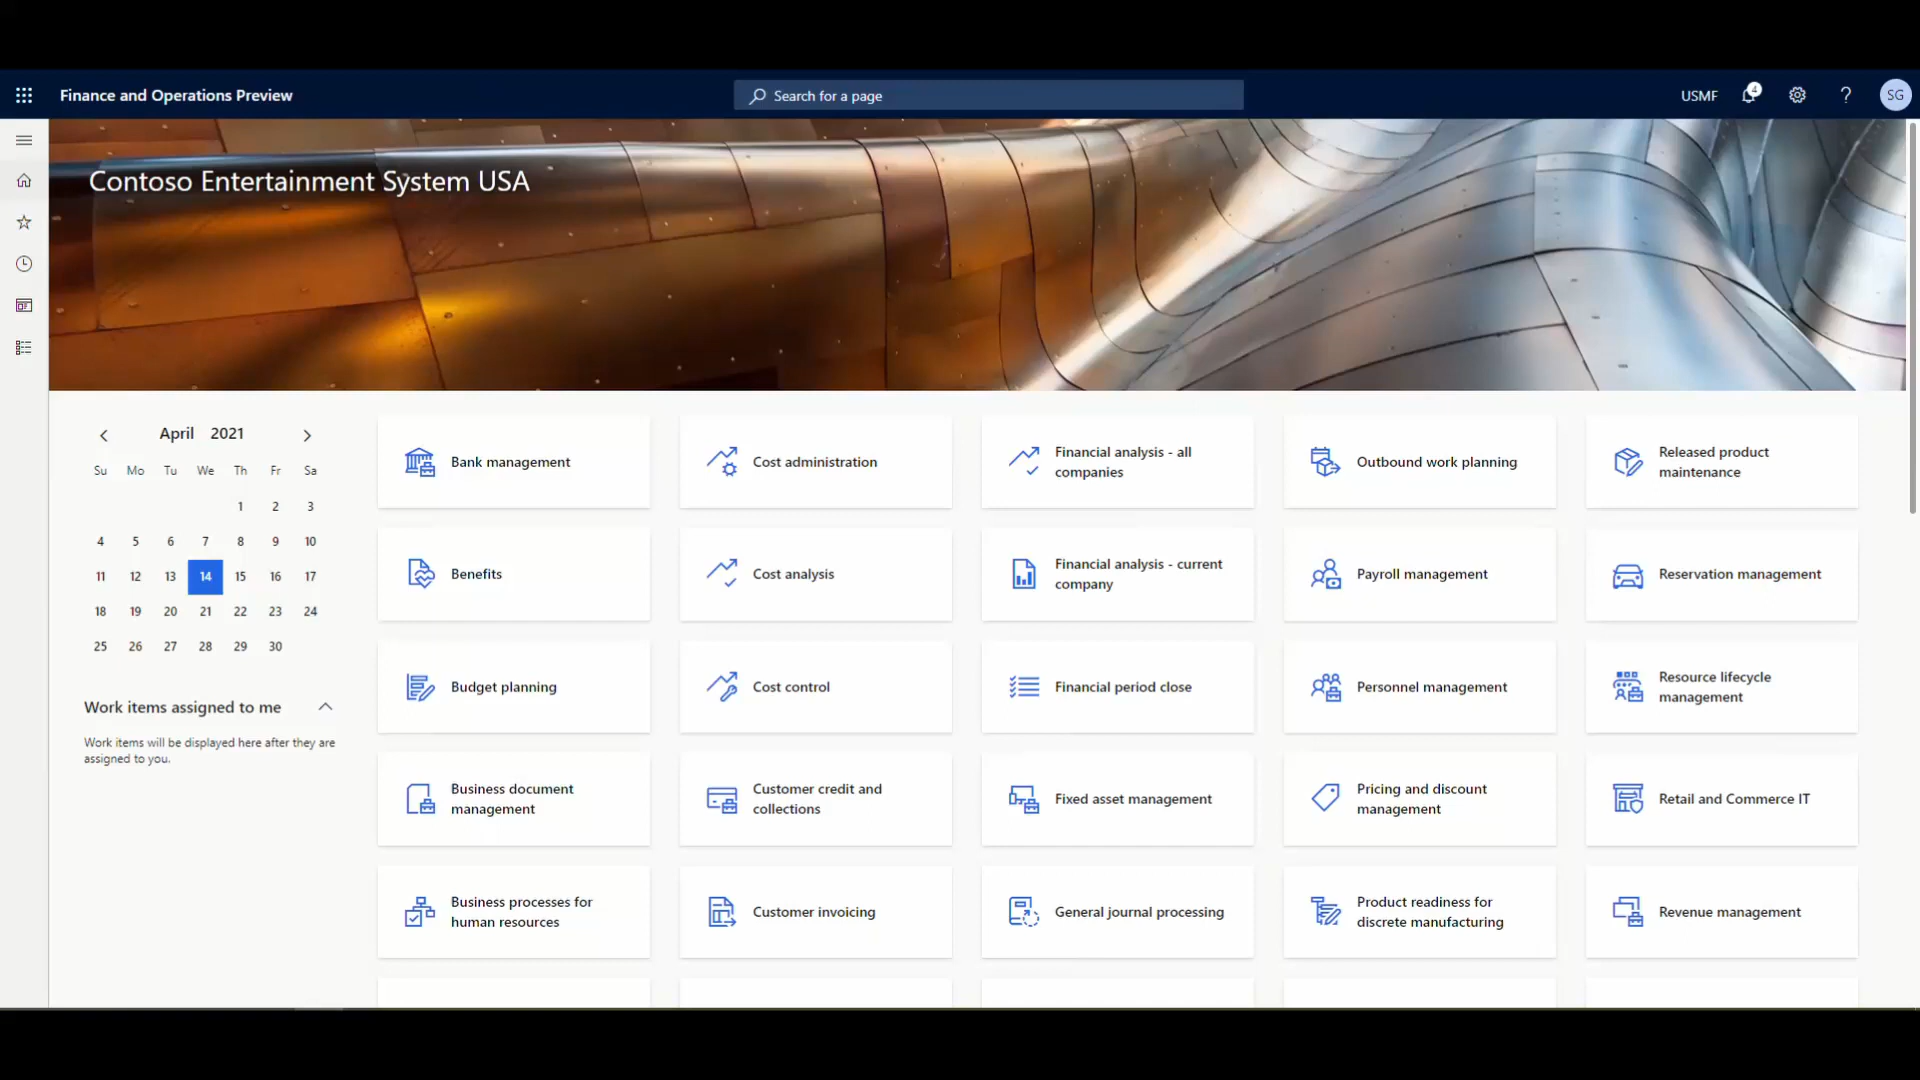 Finance and Operations Preview
Search for a page
USMF
4
?
SG
Contoso Entertainment System USA
April 2021
Su Mo Tu We Th Fr Sa
1 2 3
4 5 6 7 8 9 10
11 12 13 14 15 16 17
18 19 20 21 22 23 24
25 26 27 28 29 30
Work items assigned to me
Work items will be displayed here after they are
assigned to you.
Bank management
Cost administration
Financial analysis - all
companies
Outbound work planning
Released product
maintenance
Benefits
Cost analysis
Financial analysis - current
company
Payroll management
Reservation management
Budget planning
Cost control
Financial period close
Personnel management
Resource lifecycle
management
Business document
management
Customer credit and
collections
Fixed asset management
Pricing and discount
management
Retail and Commerce IT
Business processes for
human resources
Customer invoicing
General journal processing
Product readiness for
discrete manufacturing
Revenue management